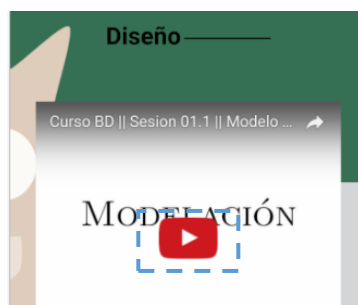 Diseño
Curso BD || Sesion 01.1 || Modelo ...
MODELACIÓN